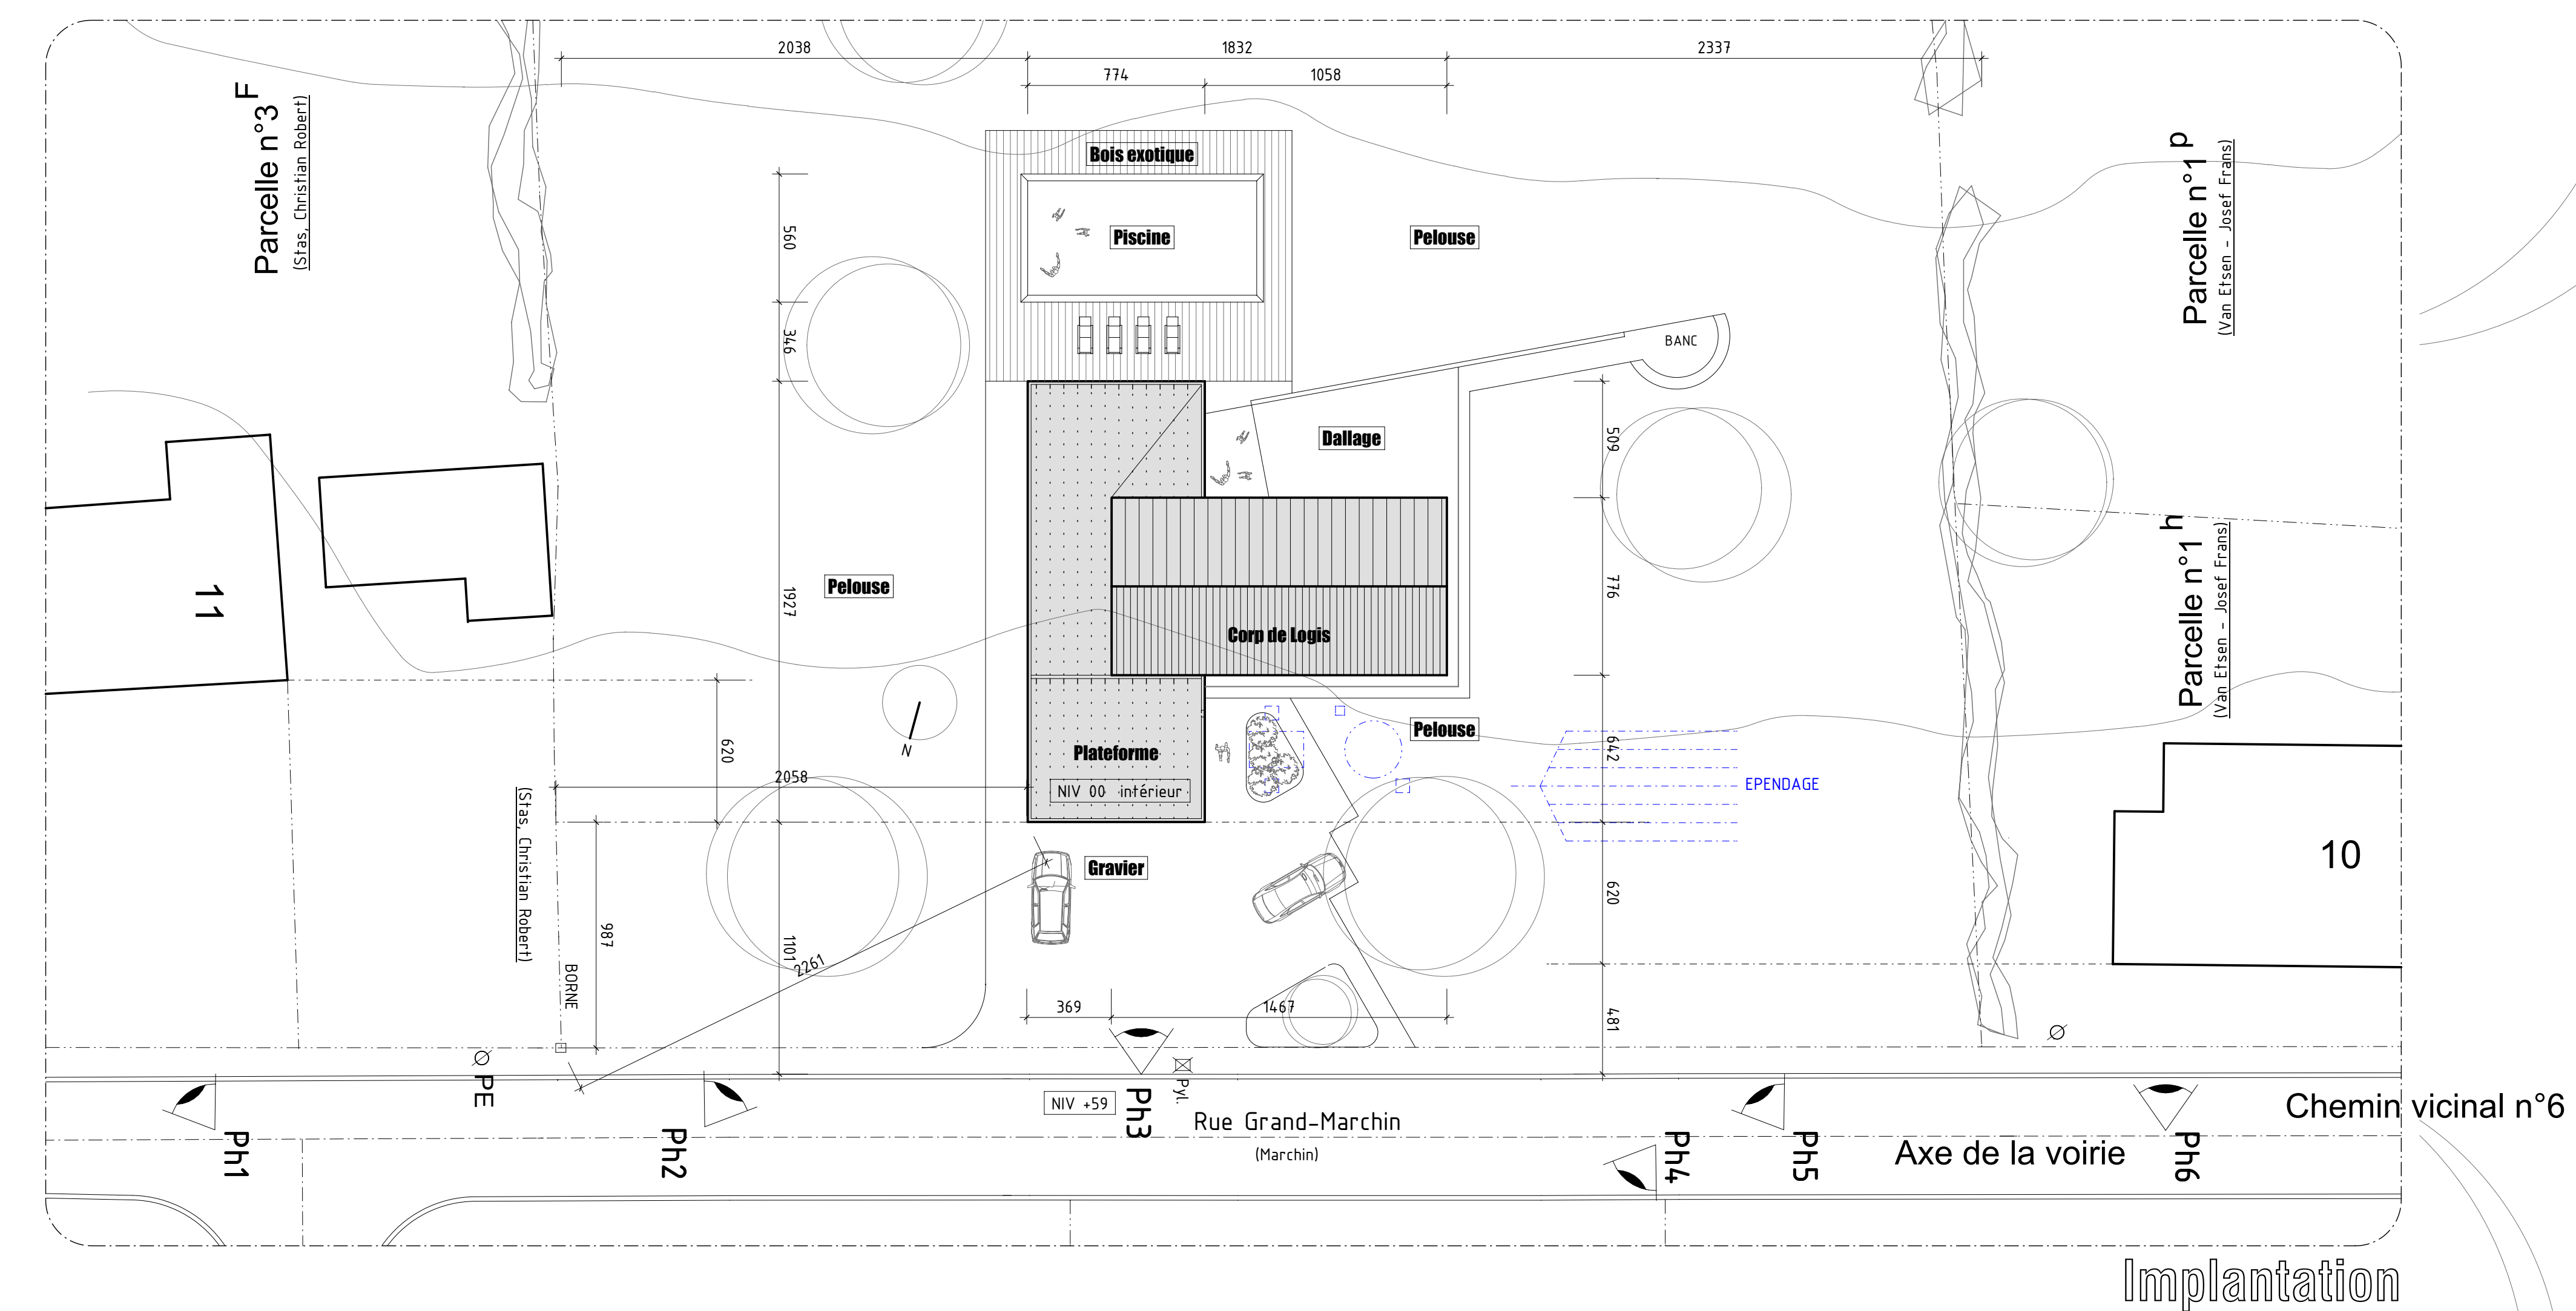 2038
1832
2337
774
1058
Parcelle n°3 F
(Stas, Christian Robert)
Bois exotique
Piscine
Pelouse
Parcelle n°1 p
(Van Etsen - Josef Frans)
560
346
BANC
Dallage
509
11
Pelouse
1927
776
Corp de Logis
Parcelle n°1 h
(Van Etsen - Josef Frans)
620
N
2058
Plateforme
NIV 00 intérieur
Pelouse
642
EPENDAGE
10
(Stas, Christian Robert)
BORNE
987
1101
2261
Gravier
620
369
1467
481
PE
Pyl.
NIV +59
Rue Grand-Marchin
(Marchin)
Chemin vicinal n°6
Axe de la voirie
Ph1
Ph2
Ph3
Ph4
Ph5
Ph6
Implantation